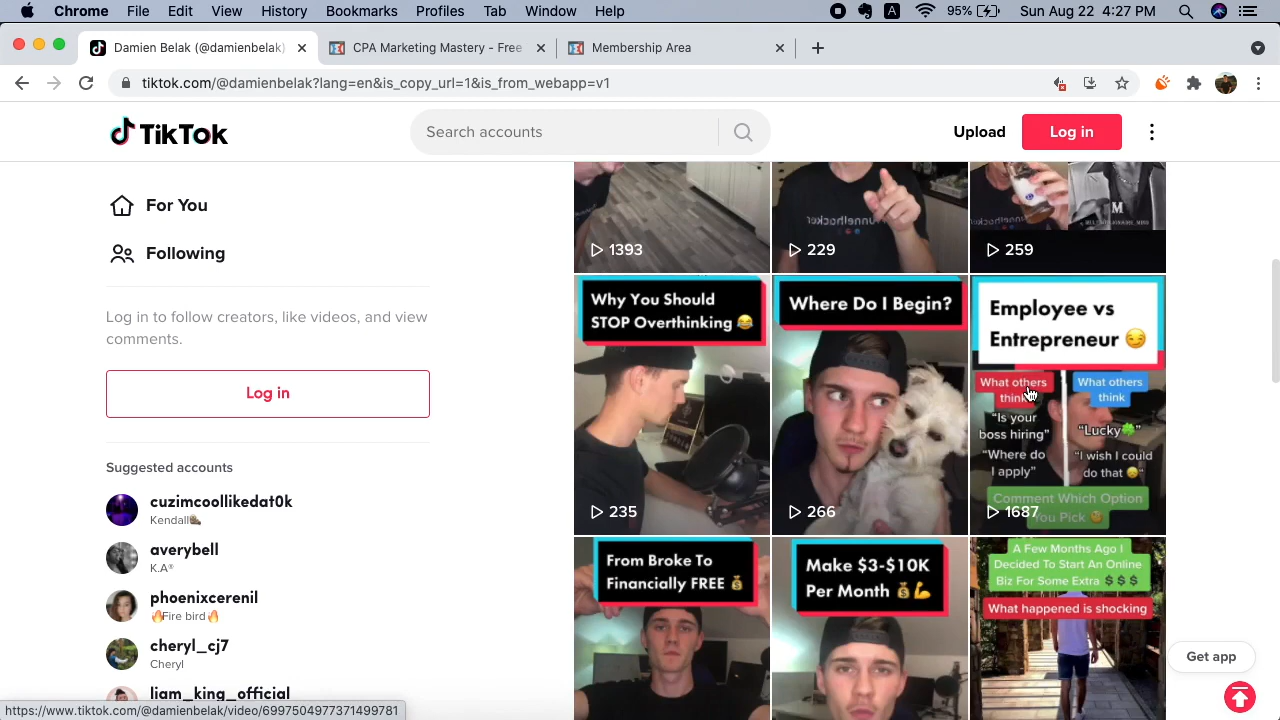 Chrome File Edit View History Bookmarks Profiles Tab Window Help
A 95% Sun Aug 22 4:27 PM
Damien Belak (@damienbelak)
CPA Marketing Mastery - Free
Membership Area
tiktok.com/@damienbelak?lang=en&is_copy_url=1&is_from_webapp=v1
TikTok
Search accounts
Upload
Log in
For You
Following
Log in to follow creators, like videos and view
comments.
Log in
Suggested accounts
cuzimcoollikedat0k
Kendall
averybell
K.A®
phoenixcerenil
🔥Fire bird🔥
cheryl_cj7
Cheryl
liam_king_official
https://www.tiktok.com/@damienbelak/video/6997504977371499781
1393
229
M
259
Why You Should
STOP Overthinking 😂
235
Where Do I Begin?
266
Employee vs
Entrepreneur 😏
What others
think
"Is your
boss hiring"
"Where do
I apply"
What others
think
"Lucky🍀"
"I wish I could
do that
Comment Which Option
You Pick
1687
From Broke To
Financially FREE 💰
Make $3-$10K
Per Month 💰💪
A Few Months Ago I
Decided To Start An Online
Biz For Some Extra $ $ $
What happened is shocking
Get app